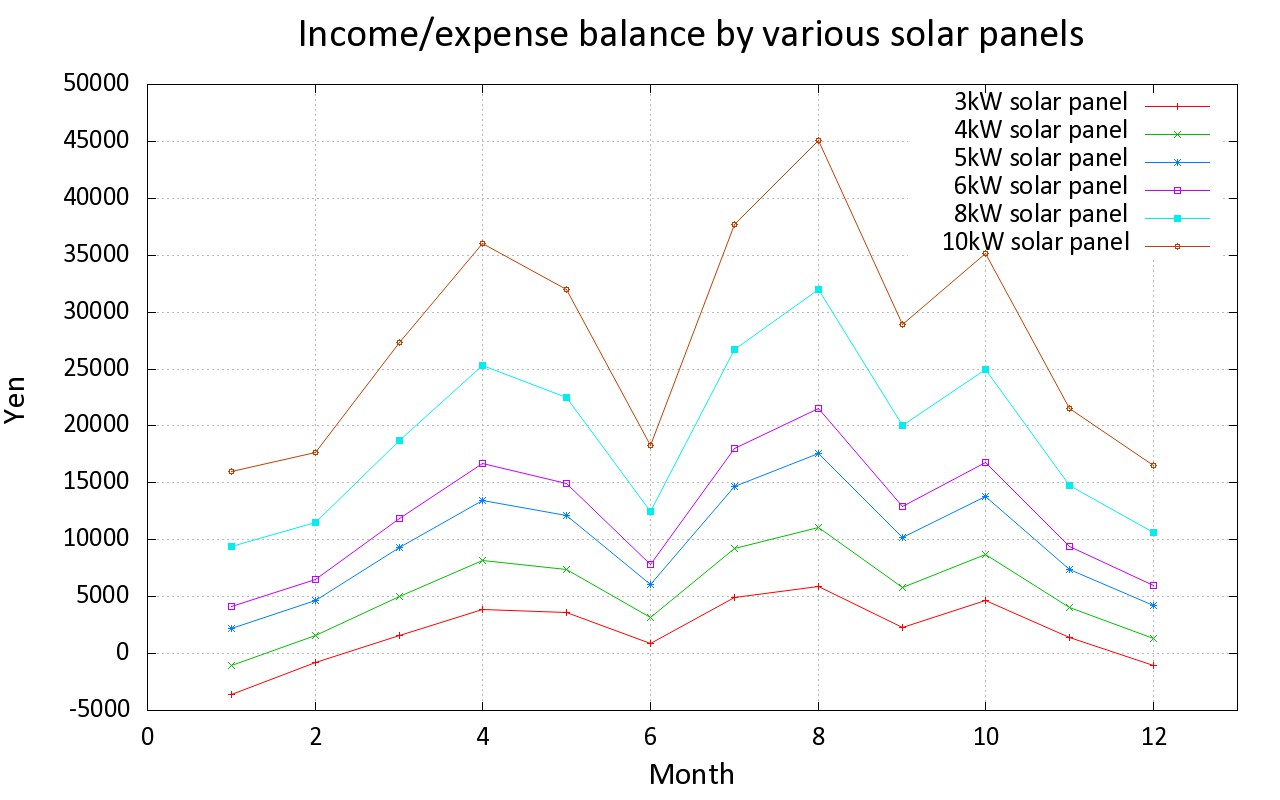 Income/expense balance by various solar panels
50000
45000
40000
35000
30000
25000
20000
15000
10000
5000
0
-5000
Yen
3kW solar panel
4kW solar panel
5kW solar panel
6kW solar panel
8kW solar panel
10kW solar panel
0 2 4 6 8 10 12
Month